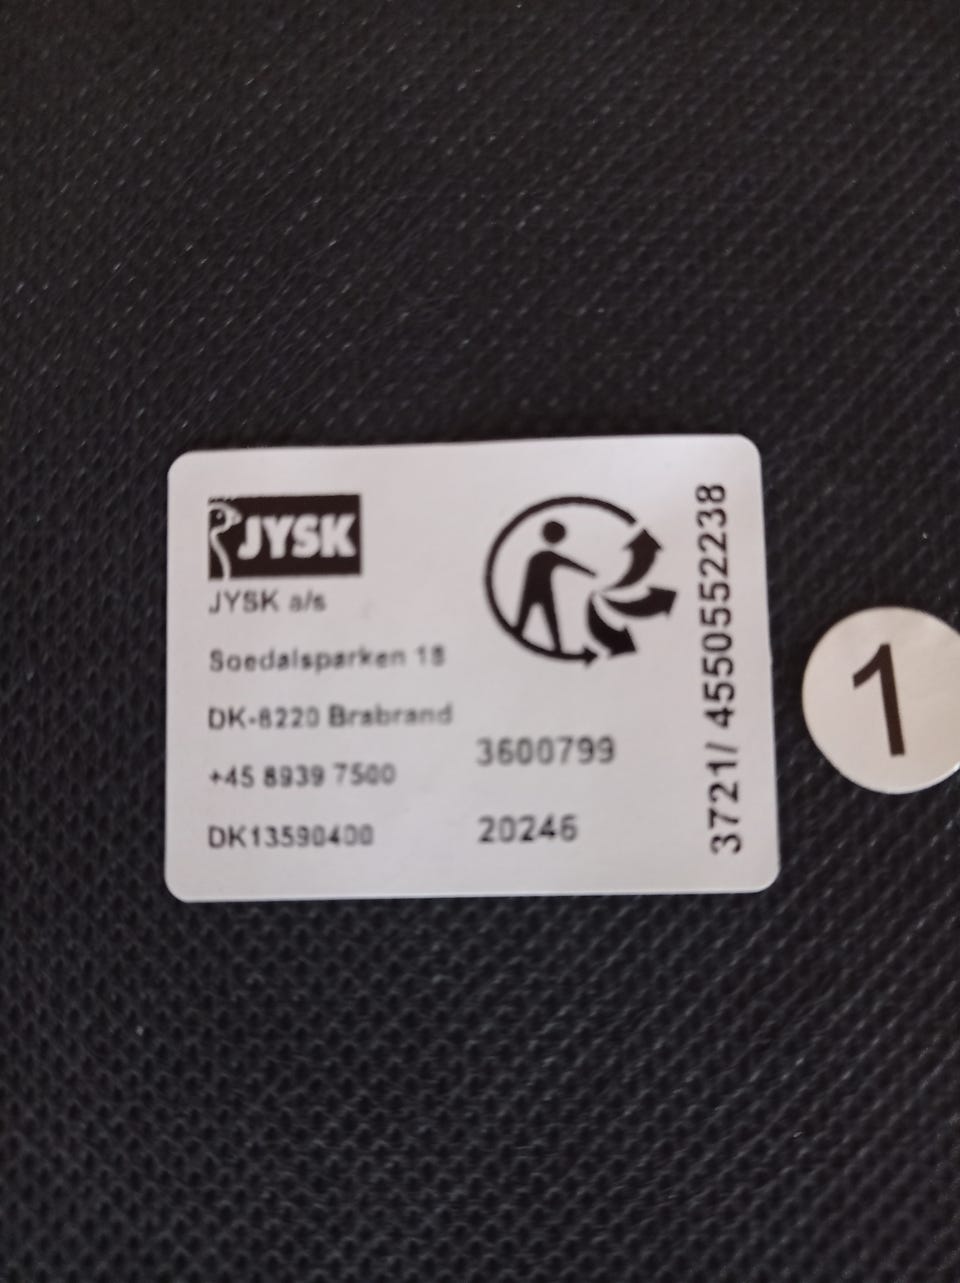 JYSK
JYSK a/s
Soedalsparken 18
DK-8220 Brabrand
+45 8939 7500
DK13590400
3600799
20246
3721/ 4550552238
1